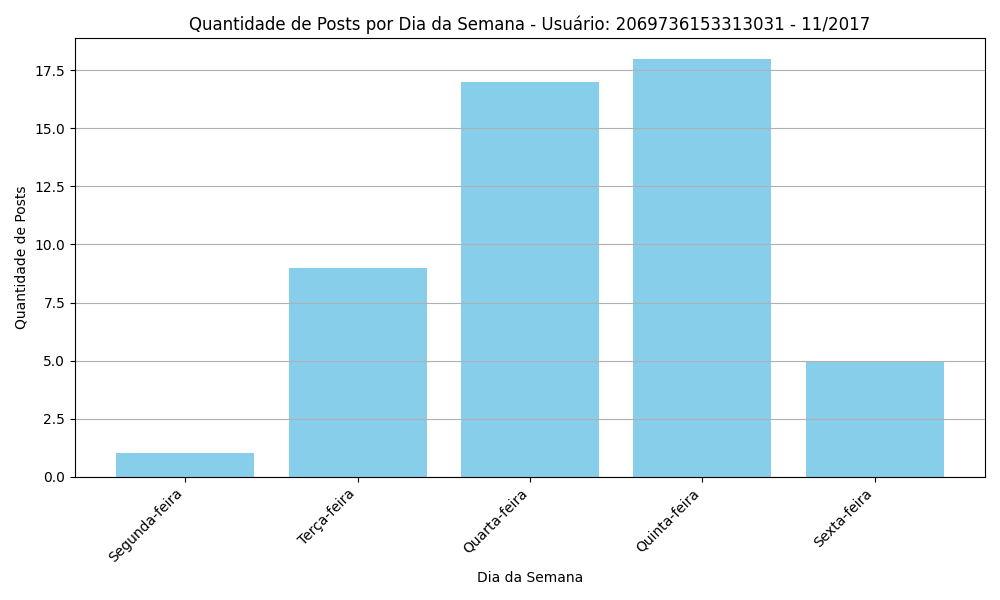 Quantidade de Posts por Dia da Semana - Usuário: 2069736153313031 - 11/2017
Quantidade de Posts
17.5
15.0
12.5
10.0
7.5
5.0
2.5
0.0
Segunda-feira
Terça-feira
Quarta-feira
Quinta-feira
Sexta-feira
Dia da Semana